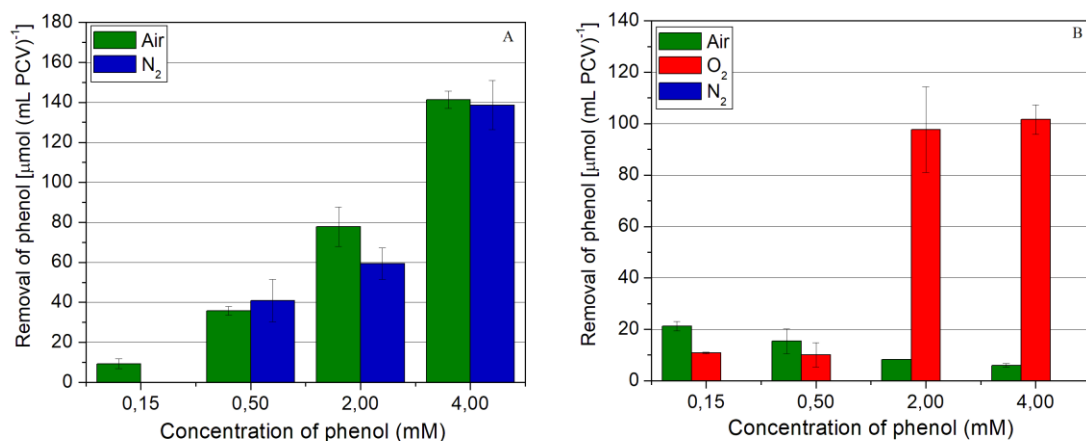 Removal of phenol [μmol (mL PCV)⁻¹
180
160
140
120
100
80
60
40
20
0
A
Air
N₂
0,15 0,50 2,00 4,00
Concentration of phenol (mM)
Removal of phenol [μmol (mL PCV)⁻¹
140
120
100
80
60
40
20
0
B
Air
O₂
N₂
0,15 0,50 2,00 4,00
Concentration of phenol (mM)